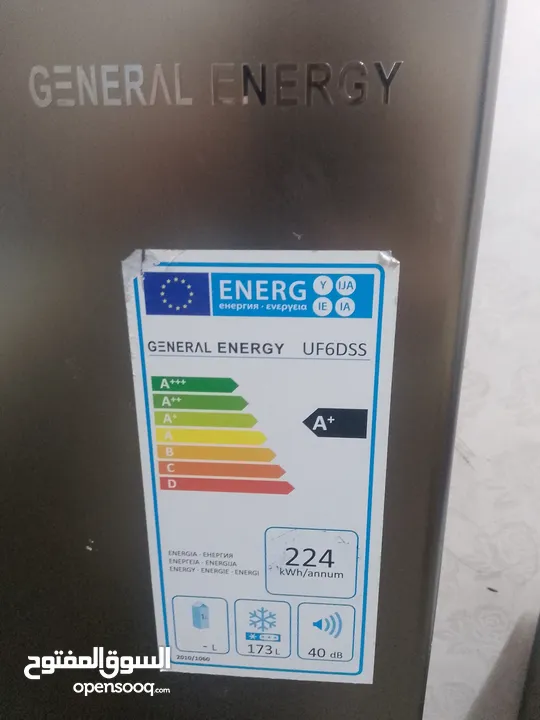 GENERAL ENERGY
ENERG
Y IJA
IE IA
енергия · ενεργεια
GENERAL ENERGY UF6DSS
A+++
A++
A+
A
B
C
D
A+
ENERGIA - ЕНЕРГИЯ
ΕΝΕΡΓΕΙΑ - ENERGIJA
ENERGY - ENERGIE - ENERGI
224
kWh/annum
- L
173 L
40 dB
2010/1060
السوق المفتوح
opensooq.com